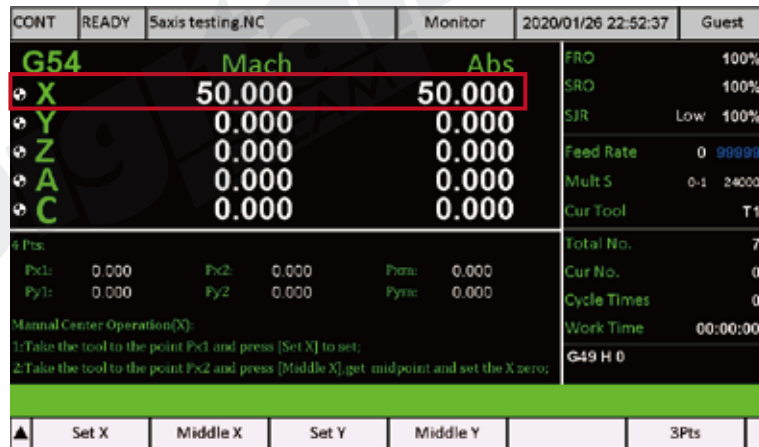 CONT READY 5axis testing.NC Monitor 2020/01/26 22:52:37 Guest
G54 Mach Abs
X 50.000 50.000
Y 0.000 0.000
Z 0.000 0.000
A 0.000 0.000
C 0.000 0.000
FRO 100%
SRO 100%
SJR Low 100%
Feed Rate 0 99999
Mult S 0-1 24000
Cur Tool T1
Total No. 7
Cur No. 0
Cycle Times 0
Work Time 00:00:00
G49 H 0
4 Pts:
Px1: 0.000 Px2: 0.000 Pxm: 0.000
Py1: 0.000 Py2 0.000 Pym: 0.000
Mannal Center Operation(X):
1:Take the tool to the point Px1 and press [Set X] to set;
2:Take the tool to the point Px2 and press [Middle X],get midpoint and set the X zero;
Set X Middle X Set Y Middle Y 3Pts